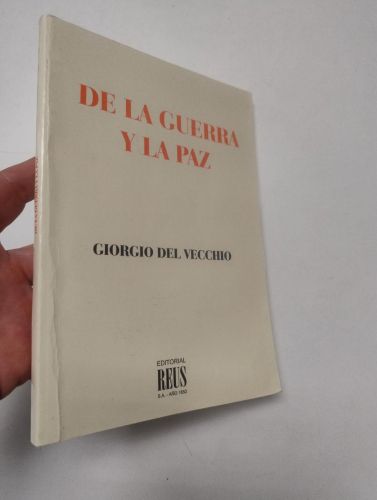 DE LA GUERRA
Y LA PAZ
GIORGIO DEL VECCHIO
EDITORIAL
REUS